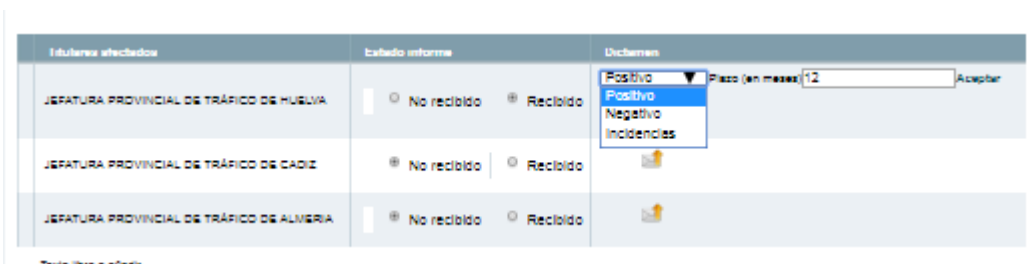 Titulares afectados Estado informe Dictamen
Positivo Plazo (en meses) 12 Aceptar
JEFATURA PROVINCIAL DE TRÁFICO DE HUELVA No recibido Recibido
Positivo
Negativo
Incidencias
JEFATURA PROVINCIAL DE TRÁFICO DE CADIZ No recibido Recibido
JEFATURA PROVINCIAL DE TRÁFICO DE ALMERIA No recibido Recibido